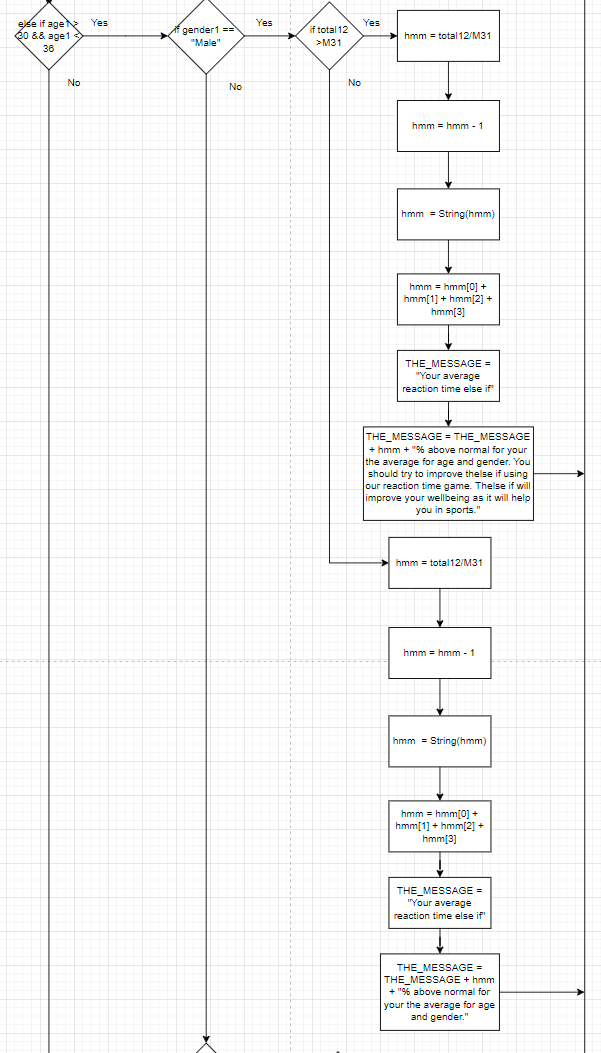 else if age1 >
30 && age1 <
36
Yes
No
if gender1 ==
"Male"
Yes
No
if total12
>M31
Yes
No
hmm = total12/M31
hmm = hmm - 1
hmm = String(hmm)
hmm = hmm[0] +
hmm[1] + hmm[2] +
hmm[3]
THE_MESSAGE =
"Your average
reaction time else if"
THE_MESSAGE = THE_MESSAGE
+ hmm + "% above normal for your
the average for age and gender. You
should try to improve thelse if using
our reaction time game. Thelse if will
improve your wellbeing as it will help
you in sports."
hmm = total12/M31
hmm = hmm - 1
hmm = String(hmm)
hmm = hmm[0] +
hmm[1] + hmm[2] +
hmm[3]
THE_MESSAGE =
"Your average
reaction time else if"
THE_MESSAGE =
THE_MESSAGE + hmm
+ "% above normal for
your the average for age
and gender."